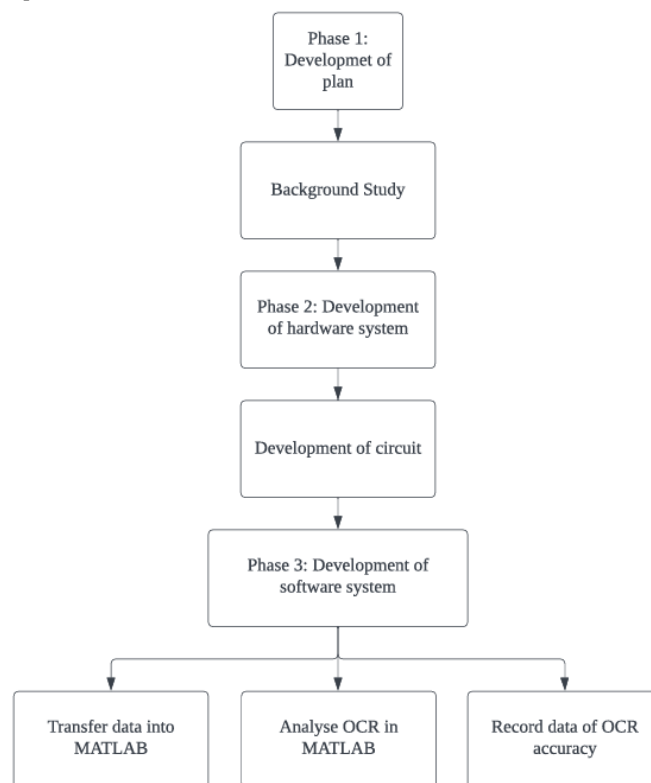 Phase 1:
Developmet of
plan
Background Study
Phase 2: Development
of hardware system
Development of circuit
Phase 3: Development of
software system
Transfer data into
MATLAB
Analyse OCR in
MATLAB
Record data of OCR
accuracy